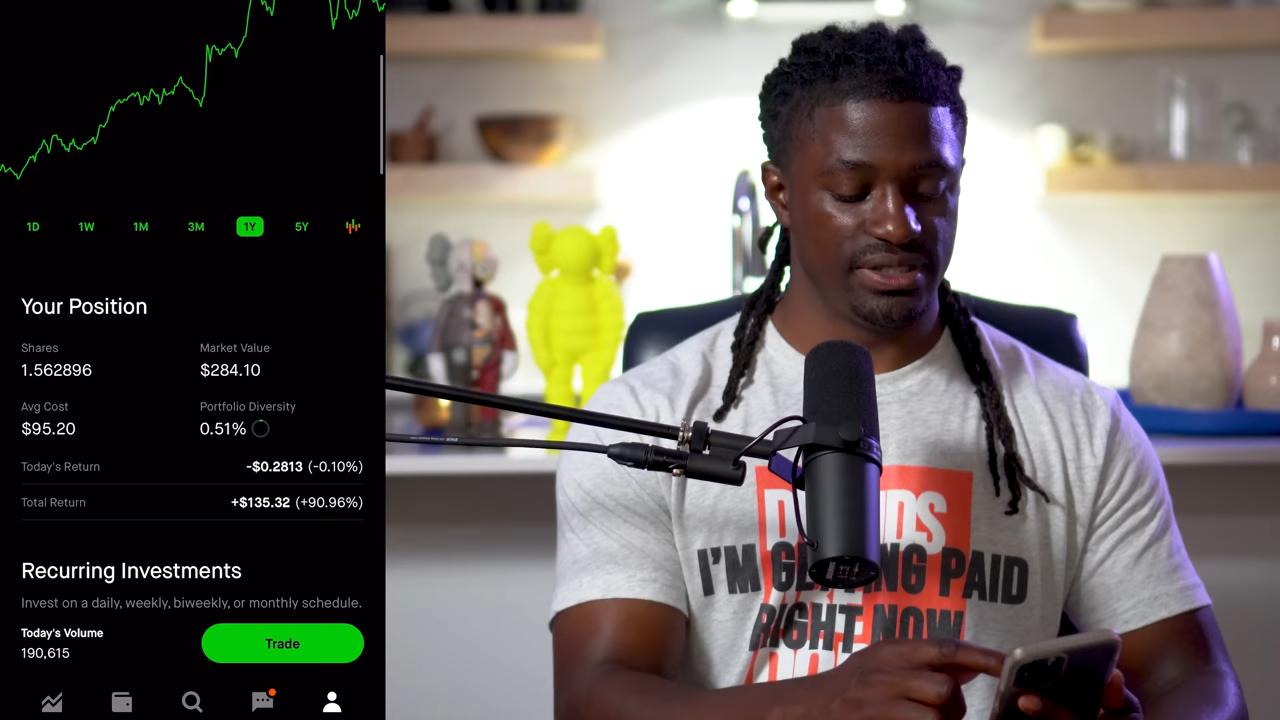 1D 1W 1M 3M 1Y 5Y
Your Position
Shares Market Value
1.562896 $284.10
Avg Cost Portfolio Diversity
$95.20 0.51%
Today's Return -$0.2813 (-0.10%)
Total Return +$135.32 (+90.96%)
Recurring Investments
Invest on a daily, weekly, biweekly, or monthly schedule.
Today's Volume
190,615
Trade
I'M PAID
RIGHT NOW